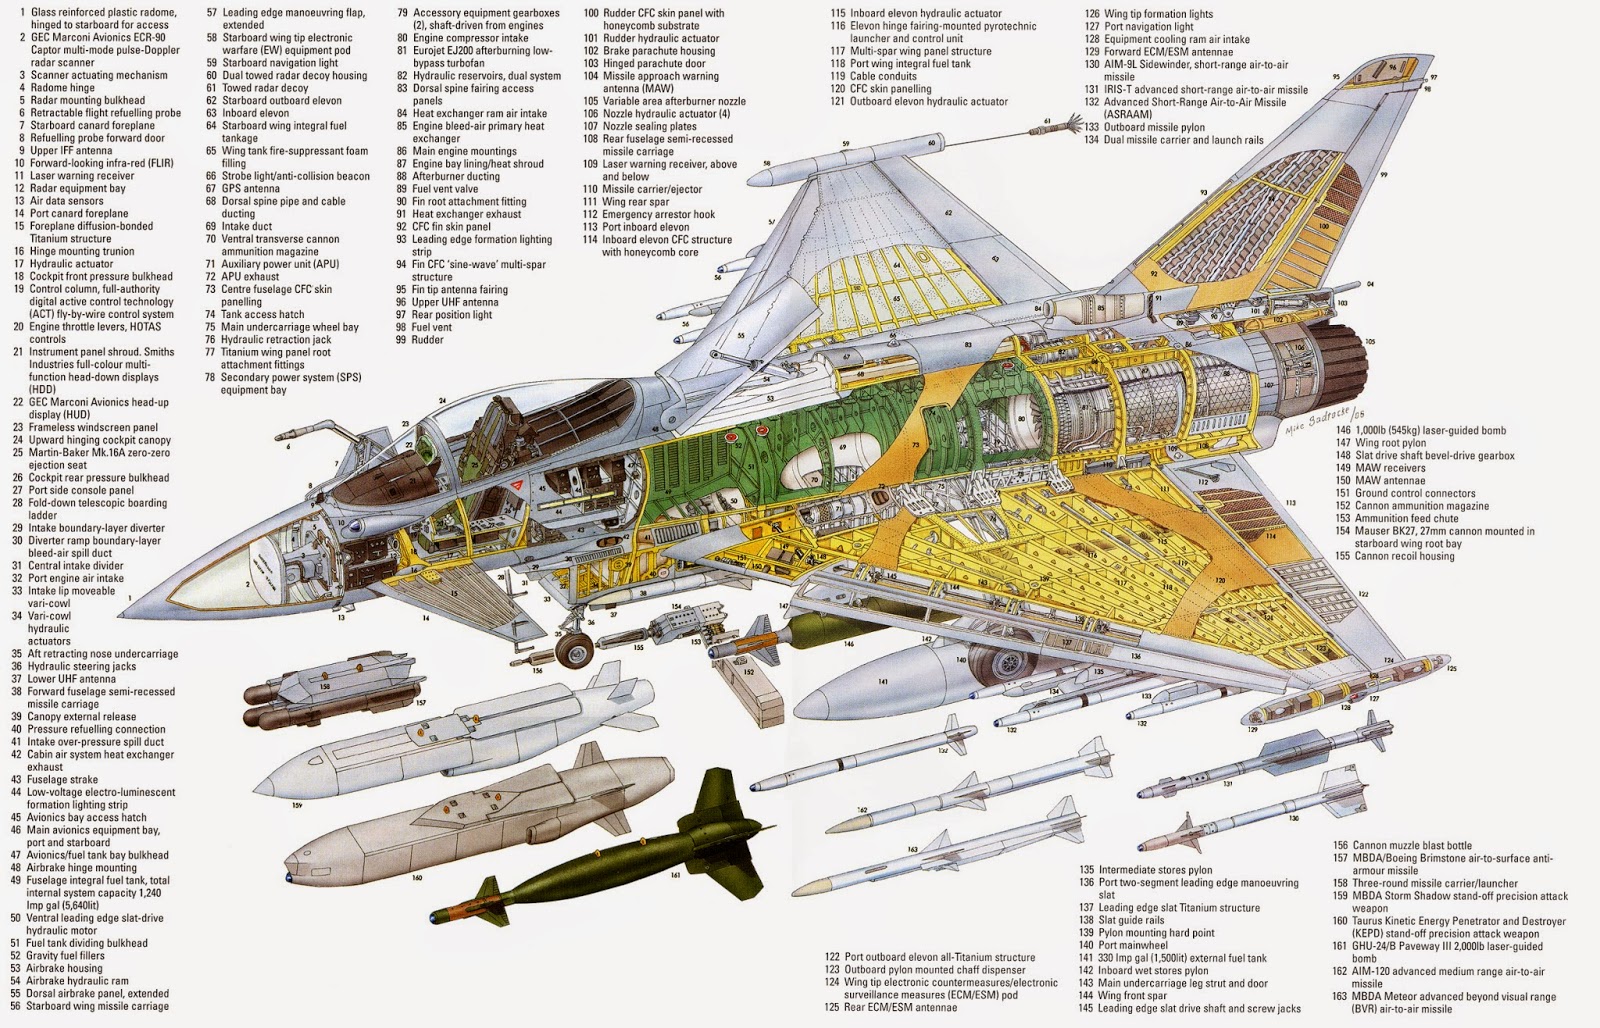 1 Glass reinforced plastic radome,
hinged to starboard for access
2 GEC Marconi Avionics ECR-90
Captor multi-mode pulse-Doppler
radar scanner
3 Scanner actuating mechanism
4 Radome hinge
5 Radar mounting bulkhead
6 Retractable flight refuelling probe
7 Starboard canard foreplane
8 Refuelling probe forward door
9 Upper IFF antenna
10 Forward-looking infra-red (FLIR)
11 Laser warning receiver
12 Radar equipment bay
13 Air data sensors
14 Port canard foreplane
15 Foreplane diffusion-bonded
Titanium structure
16 Hinge mounting trunion
17 Hydraulic actuator
18 Cockpit front pressure bulkhead
19 Control column, full-authority
digital active control technology
(ACT) fly-by-wire control system
20 Engine throttle levers, HOTAS
controls
21 Instrument panel shroud. Smiths
Industries full-colour multi-
function head-down displays
(HDD)
22 GEC Marconi Avionics head-up
display (HUD)
23 Frameless windscreen panel
24 Upward hinging cockpit canopy
25 Martin-Baker Mk.16A zero-zero
ejection seat
26 Cockpit rear pressure bulkhead
27 Port side console panel
28 Fold-down telescopic boarding
ladder
29 Intake boundary-layer diverter
30 Diverter ramp boundary-layer
bleed-air spill duct
31 Central intake divider
32 Port engine air intake
33 Intake lip moveable
vari-cowl
34 Vari-cowl
hydraulic
actuators
35 Aft retracting nose undercarriage
36 Hydraulic steering jacks
37 Lower UHF antenna
38 Forward fuselage semi-recessed
missile carriage
39 Canopy external release
40 Pressure refuelling connection
41 Intake over-pressure spill duct
42 Cabin air system heat exchanger
exhaust
43 Fuselage strake
44 Low-voltage electro-luminescent
formation lighting strip
45 Avionics bay access hatch
46 Main avionics equipment bay,
port and starboard
47 Avionics/fuel tank bay bulkhead
48 Airbrake hinge mounting
49 Fuselage integral fuel tank, total
internal system capacity 1,240
Imp gal (5,640lit)
50 Ventral leading edge slat-drive
hydraulic motor
51 Fuel tank dividing bulkhead
52 Gravity fuel fillers
53 Airbrake housing
54 Airbrake hydraulic ram
55 Dorsal airbrake panel, extended
56 Starboard wing missile carriage
57 Leading edge manoeuvring flap,
extended
58 Starboard wing tip electronic
warfare (EW) equipment pod
59 Starboard navigation light
60 Dual towed radar decoy housing
61 Towed radar decoy
62 Starboard outboard elevon
63 Inboard elevon
64 Starboard wing integral fuel
tankage
65 Wing tank fire-suppressant foam
filling
66 Strobe light/anti-collision beacon
67 GPS antenna
68 Dorsal spine pipe and cable
ducting
69 Intake duct
70 Ventral transverse cannon
ammunition magazine
71 Auxiliary power unit (APU)
72 APU exhaust
73 Centre fuselage CFC skin
panelling
74 Tank access hatch
75 Main undercarriage wheel bay
76 Hydraulic retraction jack
77 Titanium wing panel root
attachment fittings
78 Secondary power system (SPS)
equipment bay
79 Accessory equipment gearboxes
(2), shaft-driven from engines
80 Engine compressor intake
81 Eurojet EJ200 afterburning low-
bypass turbofan
82 Hydraulic reservoirs, dual system
83 Dorsal spine fairing access
panels
84 Heat exchanger ram air intake
85 Engine bleed-air primary heat
exchanger
86 Main engine mountings
87 Engine bay lining/heat shroud
88 Afterburner ducting
89 Fuel vent valve
90 Fin root attachment fitting
91 Heat exchanger exhaust
92 CFC fin skin panel
93 Leading edge formation lighting
strip
94 Fin CFC 'sine-wave' multi-spar
structure
95 Fin tip antenna fairing
96 Upper UHF antenna
97 Rear position light
98 Fuel vent
99 Rudder
100 Rudder CFC skin panel with
honeycomb substrate
101 Rudder hydraulic actuator
102 Brake parachute housing
103 Hinged parachute door
104 Missile approach warning
antenna (MAW)
105 Variable area afterburner nozzle
106 Nozzle hydraulic actuator (4)
107 Nozzle sealing plates
108 Rear fuselage semi-recessed
missile carriage
109 Laser warning receiver, above
and below
110 Missile carrier/ejector
111 Wing rear spar
112 Emergency arrestor hook
113 Port inboard elevon
114 Inboard elevon CFC structure
with honeycomb core
115 Inboard elevon hydraulic actuator
116 Elevon hinge fairing-mounted pyrotechnic
launcher and control unit
117 Multi-spar wing panel structure
118 Port wing integral fuel tank
119 Cable conduits
120 CFC skin panelling
121 Outboard elevon hydraulic actuator
126 Wing tip formation lights
127 Port navigation light
128 Equipment cooling ram air intake
129 Forward ECM/ESM antennae
130 AIM-9L Sidewinder, short-range air-to-air
missile
131 IRIS-T advanced short-range air-to-air missile
132 Advanced Short-Range Air-to-Air Missile
(ASRAAM)
133 Outboard missile pylon
134 Dual missile carrier and launch rails
Mike Badrocke/05
146 1,000lb (545kg) laser-guided bomb
147 Wing root pylon
148 Slat drive shaft bevel-drive gearbox
149 MAW receivers
150 MAW antennae
151 Ground control connectors
152 Cannon ammunition magazine
153 Ammunition feed chute
154 Mauser BK27, 27mm cannon mounted in
starboard wing root bay
155 Cannon recoil housing
122 Port outboard elevon all-Titanium structure
123 Outboard pylon mounted chaff dispenser
124 Wing tip electronic countermeasures/electronic
surveillance measures (ECM/ESM) pod
125 Rear ECM/ESM antennae
135 Intermediate stores pylon
136 Port two-segment leading edge manoeuvring
slat
137 Leading edge slat Titanium structure
138 Slat guide rails
139 Pylon mounting hard point
140 Port mainwheel
141 330 Imp gal (1,500lit) external fuel tank
142 Inboard wet stores pylon
143 Main undercarriage leg strut and door
144 Wing front spar
145 Leading edge slat drive shaft and screw jacks
156 Cannon muzzle blast bottle
157 MBDA/Boeing Brimstone air-to-surface anti-
armour missile
158 Three-round missile carrier/launcher
159 MBDA Storm Shadow stand-off precision attack
weapon
160 Taurus Kinetic Energy Penetrator and Destroyer
(KEPD) stand-off precision attack weapon
161 GHU-24/B Paveway III 2,000lb laser-guided
bomb
162 AIM-120 advanced medium range air-to-air
missile
163 MBDA Meteor advanced beyond visual range
(BVR) air-to-air missile